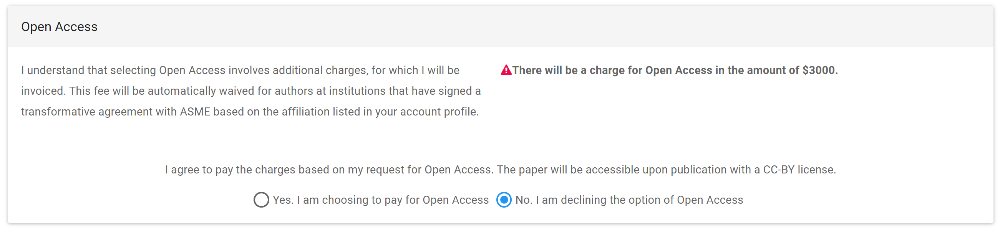 Open Access
I understand that selecting Open Access involves additional charges, for which I will be
invoiced. This fee will be automatically waived for authors at institutions that have signed a
transformative agreement with ASME based on the affiliation listed in your account profile.
There will be a charge for Open Access in the amount of $3000.
I agree to pay the charges based on my request for Open Access. The paper will be accessible upon publication with a CC-BY license.
Yes. I am choosing to pay for Open Access No. I am declining the option of Open Access